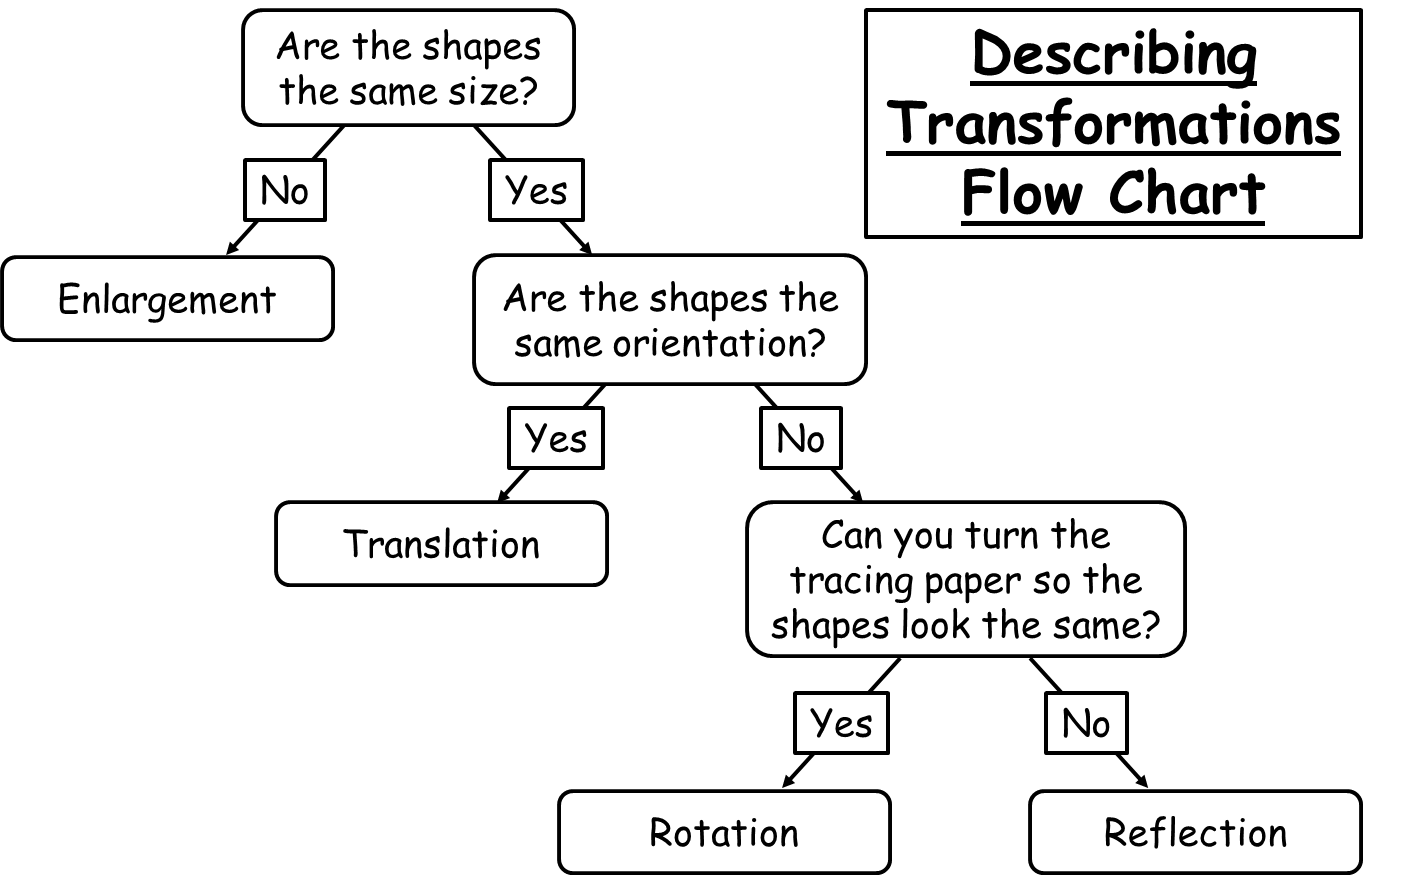 Describing
Transformations
Flow Chart
Are the shapes
the same size?
No
Yes
Enlargement
Are the shapes the
same orientation?
Yes
No
Translation
Can you turn the
tracing paper so the
shapes look the same?
Yes
No
Rotation
Reflection